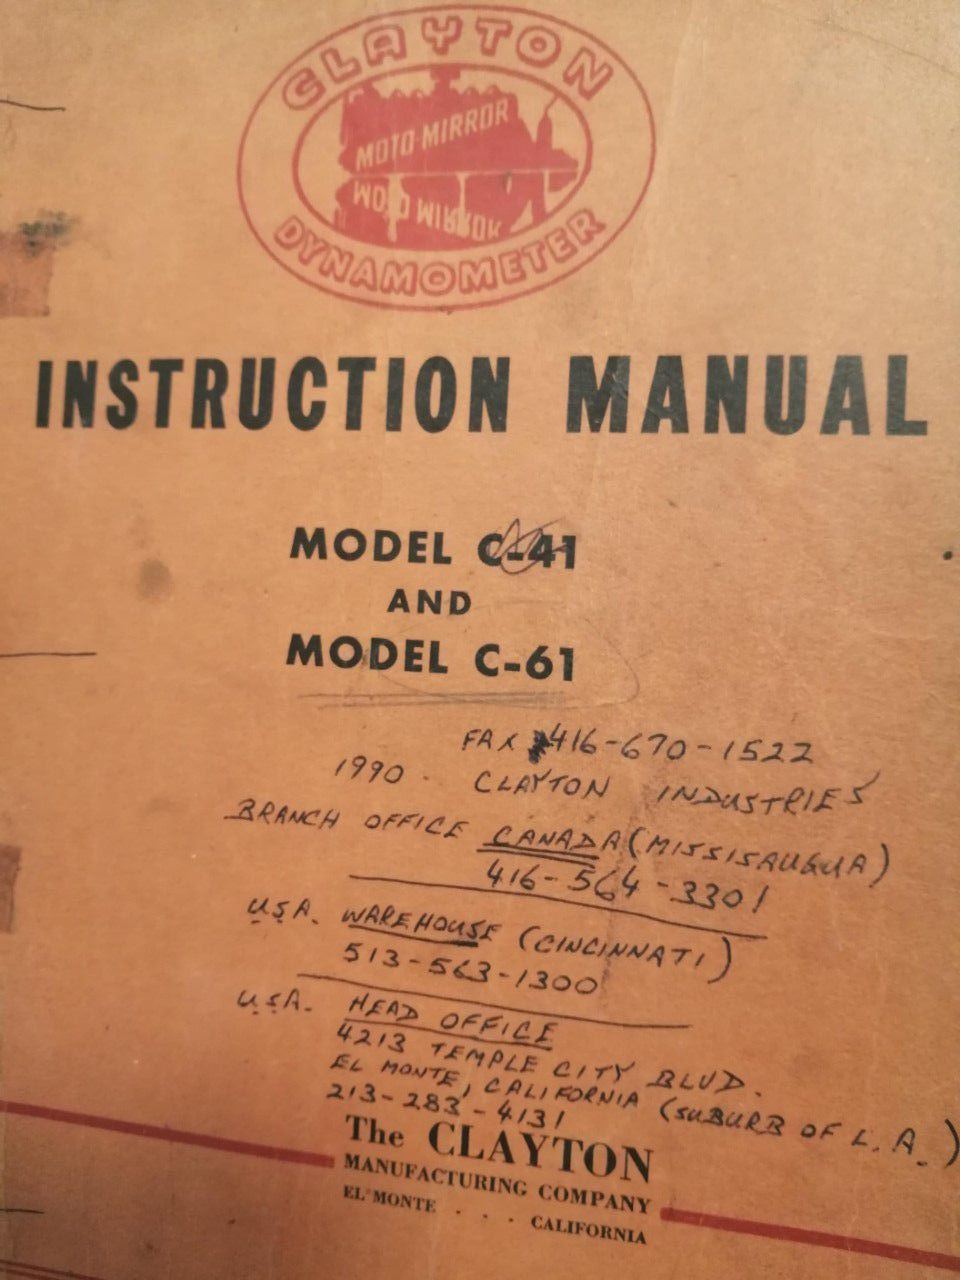 CLAYTON
MOTO-MIRROR
MOTO-MIRROR
DYNAMOMETER
INSTRUCTION MANUAL
MODEL C-41
AND
MODEL C-61
FAX 416-670-1522
1990 - CLAYTON INDUSTRIES
BRANCH OFFICE CANADA (MISSISAUGUA)
416-564-3301
U.S.A. WAREHOUSE (CINCINNATI)
513-563-1300
U.S.A. HEAD OFFICE
4213 TEMPLE CITY BLVD.
EL MONTE, CALIFORNIA (SUBURB OF L.A.)
213-283-4131
The CLAYTON
MANUFACTURING COMPANY
EL MONTE . . . CALIFORNIA